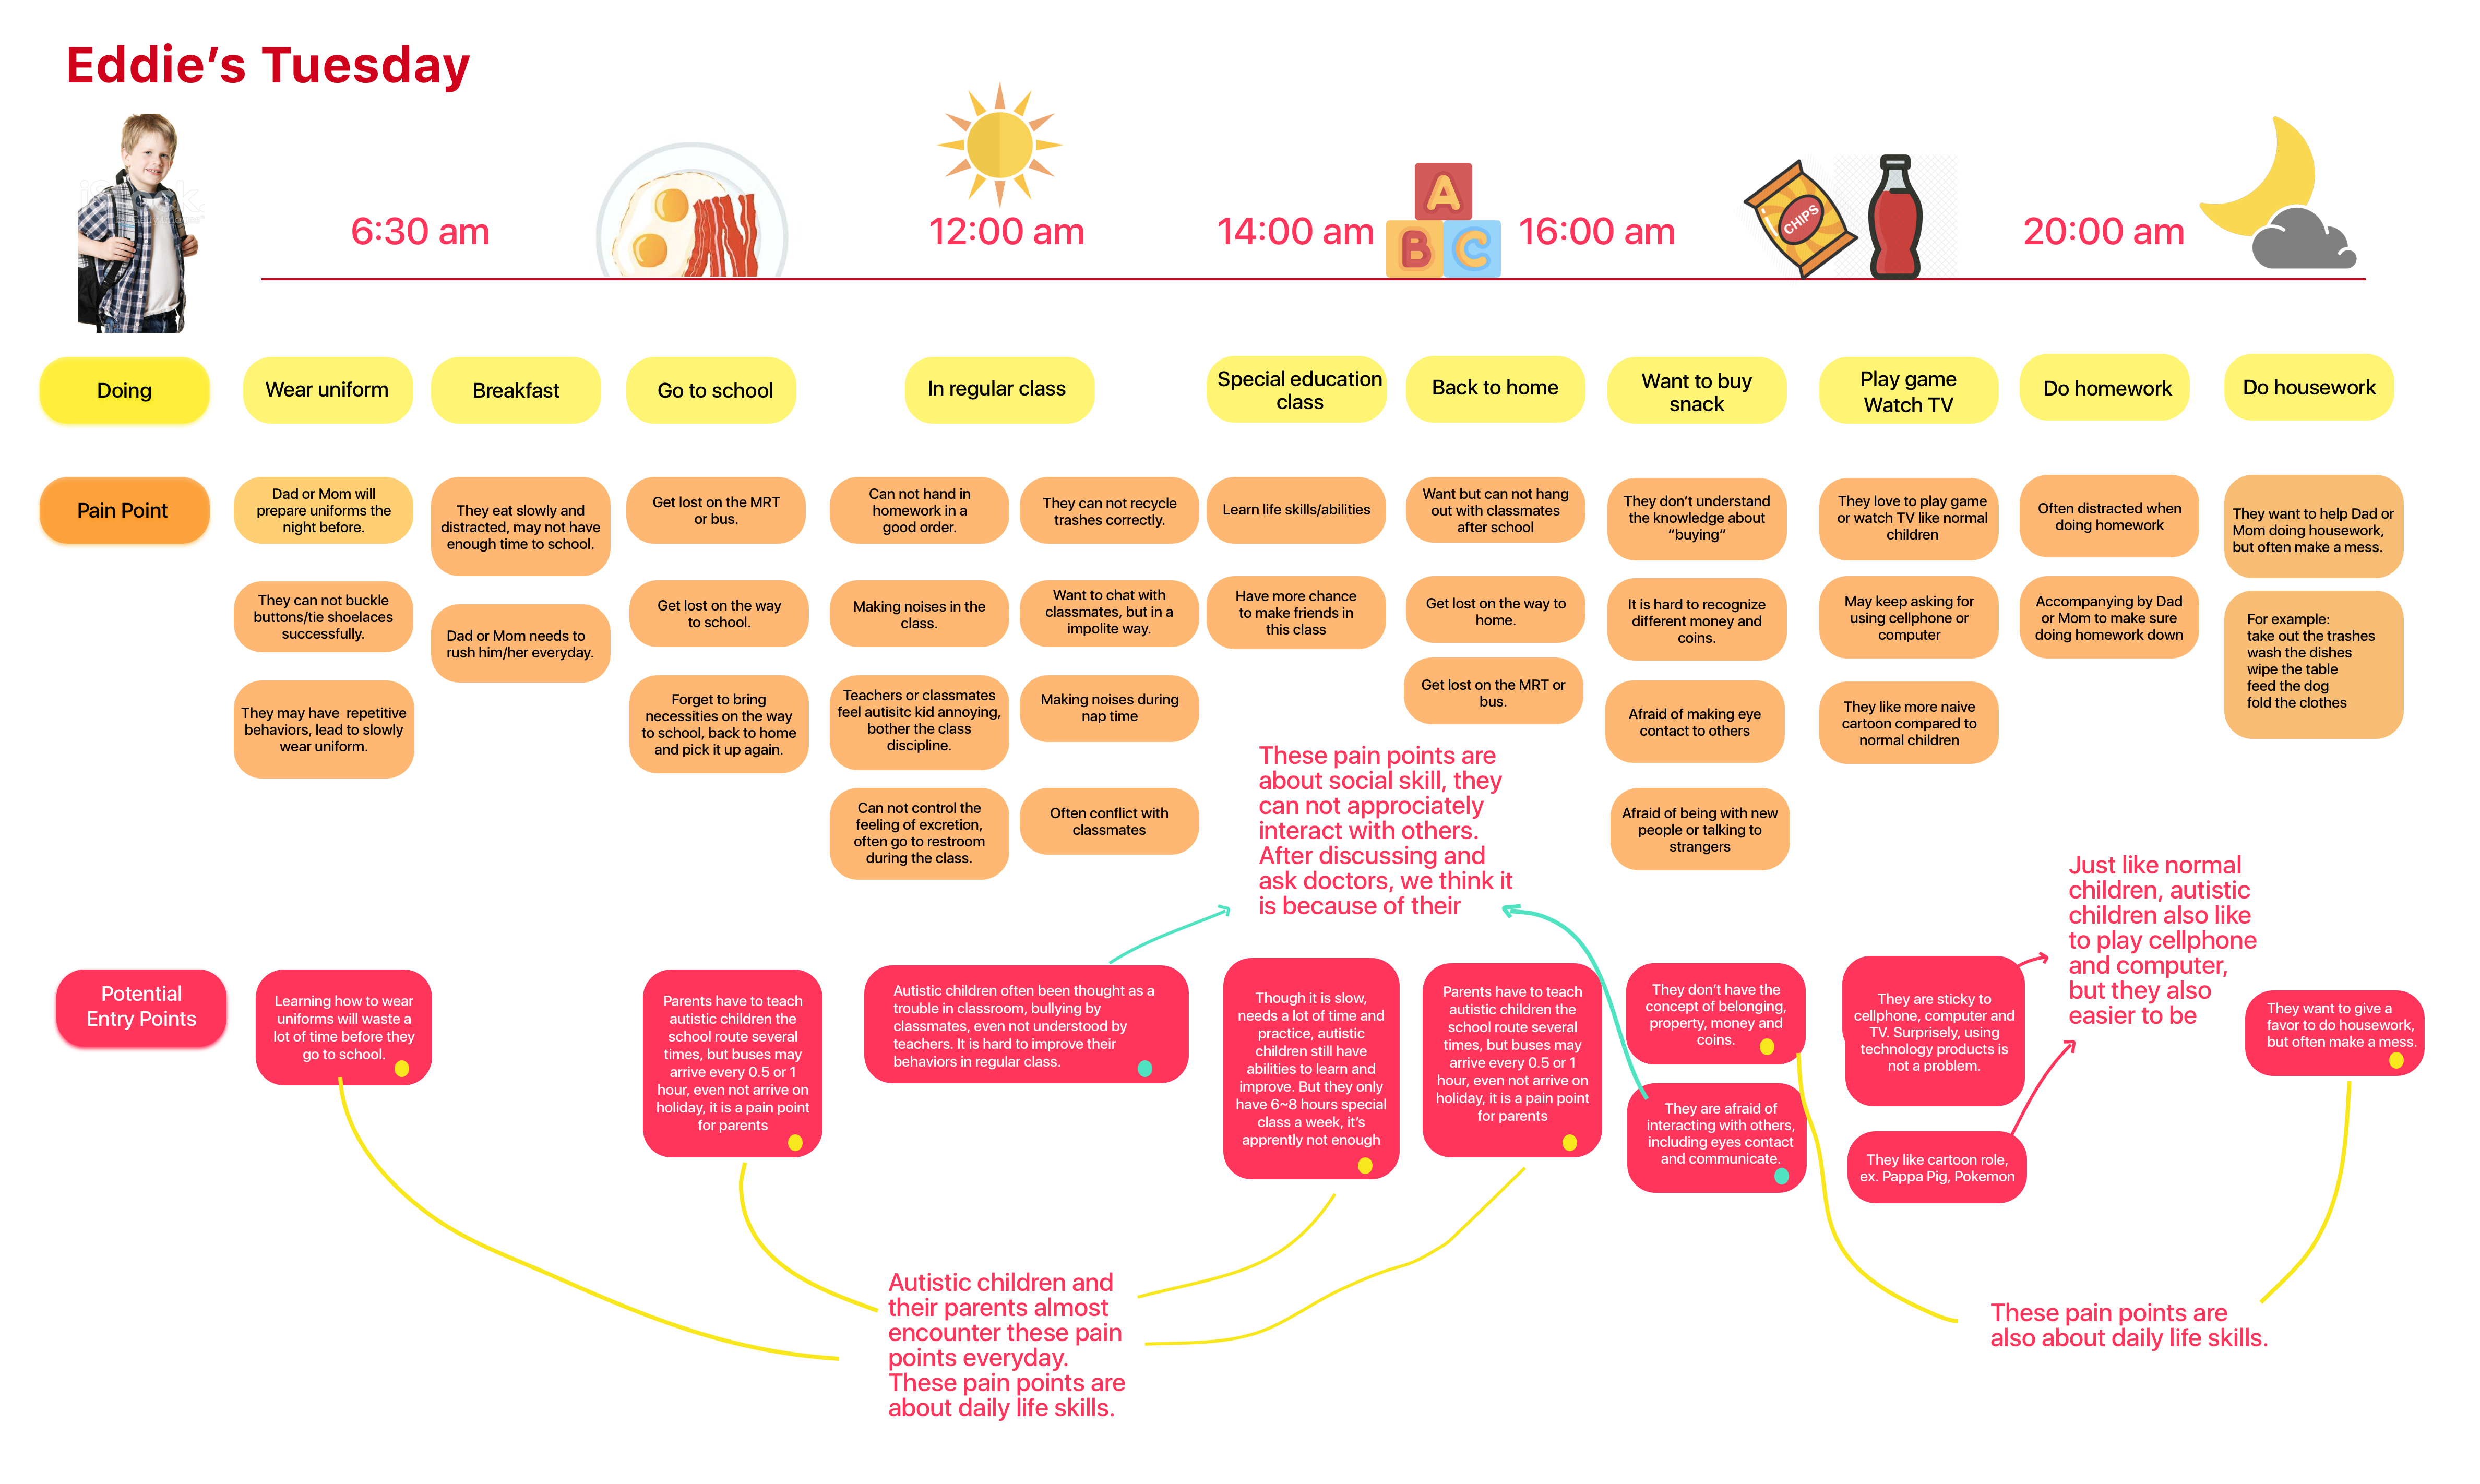 Eddie’s Tuesday
6:30 am
12:00 am
14:00 am
A
B
C
16:00 am
CHIPS
20:00 am
Doing
Wear uniform
Breakfast
Go to school
In regular class
Special education
class
Back to home
Want to buy
snack
Play game
Watch TV
Do homework
Do housework
Pain Point
Dad or Mom will
prepare uniforms the
night before.
They can not buckle
buttons/tie shoelaces
successfully.
They may have repetitive
behaviors, lead to slowly
wear uniform.
They eat slowly and
distracted, may not have
enough time to school.
Dad or Mom needs to
rush him/her everyday.
Get lost on the MRT
or bus.
Get lost on the way
to school.
Forget to bring
necessities on the way
to school, back to home
and pick it up again.
Can not hand in
homework in a
good order.
Making noises in the
class.
Teachers or classmates
feel autisitc kid annoying,
bother the class
discipline.
Can not control the
feeling of excretion,
often go to restroom
during the class.
They can not recycle
trashes correctly.
Want to chat with
classmates, but in a
impolite way.
Making noises during
nap time
Often conflict with
classmates
Learn life skills/abilities
Have more chance
to make friends in
this class
Want but can not hang
out with classmates
after school
Get lost on the way to
home.
Get lost on the MRT or
bus.
They don’t understand
the knowledge about
“buying“
It is hard to recognize
different money and
coins.
Afraid of making eye
contact to others
Afraid of being with new
people or talking to
strangers
They love to play game
or watch TV like normal
children
May keep asking for
using cellphone or
computer
They like more naive
cartoon compared to
normal children
Often distracted when
doing homework
Accompanying by Dad
or Mom to make sure
doing homework down
They want to help Dad or
Mom doing housework,
but often make a mess.
For example:
take out the trashes
wash the dishes
wipe the table
feed the dog
fold the clothes
These pain points are
about social skill, they
can not approciately
interact with others.
After discussing and
ask doctors, we think it
is because of their
Just like normal
children, autistic
children also like
to play cellphone
and computer,
but they also
easier to be
Potential
Entry Points
Learning how to wear
uniforms will waste a
lot of time before they
go to school.
Parents have to teach
autistic children the
school route several
times, but buses may
arrive every 0.5 or 1
hour, even not arrive on
holiday, it is a pain point
for parents
Autistic children often been thought as a
trouble in classroom, bullying by
classmates, even not understood by
teachers. It is hard to improve their
behaviors in regular class.
Though it is slow,
needs a lot of time and
practice, autistic
children still have
abilities to learn and
improve. But they only
have 6~8 hours special
class a week, it’s
apprently not enough
Parents have to teach
autistic children the
school route several
times, but buses may
arrive every 0.5 or 1
hour, even not arrive on
holiday, it is a pain point
for parents
They don’t have the
concept of belonging,
property, money and
coins.
They are afraid of
interacting with others,
including eyes contact
and communicate.
They are sticky to
cellphone, computer and
TV. Surprisely, using
technology products is
not a problem.
They like cartoon role,
ex. Pappa Pig, Pokemon
They want to give a
favor to do housework,
but often make a mess.
Autistic children and
their parents almost
encounter these pain
points everyday.
These pain points are
about daily life skills.
These pain points are
also about daily life skills.